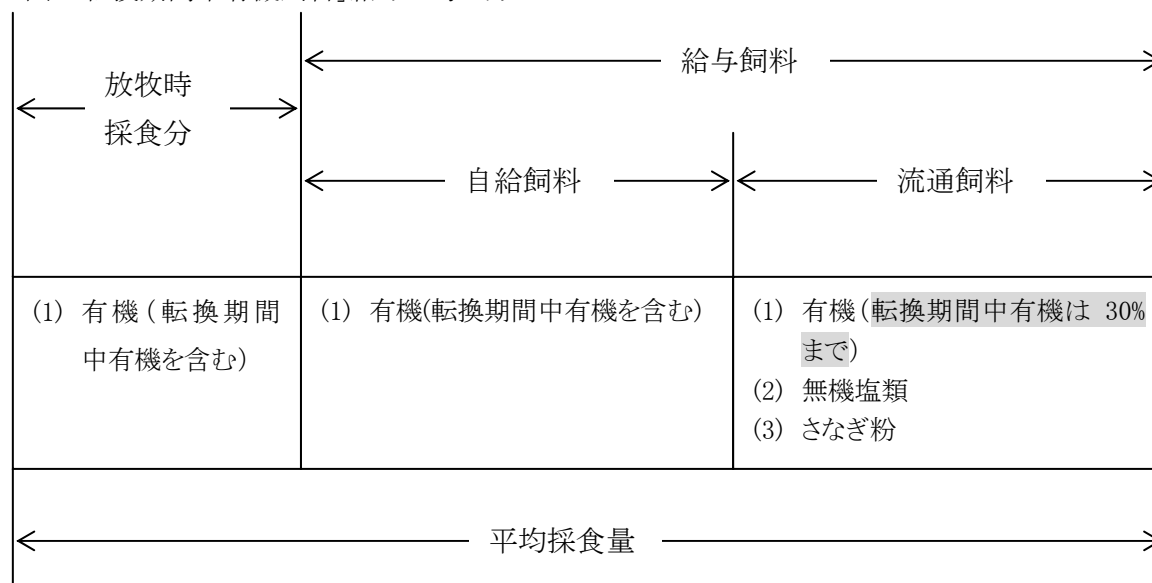 給与飼料
放牧時
採食分
自給飼料
流通飼料
(1) 有機(転換期間
中有機を含む)
(1) 有機(転換期間中有機を含む)
(1) 有機(転換期間中有機は 30%
まで)
(2) 無機塩類
(3) さなぎ粉
平均採食量